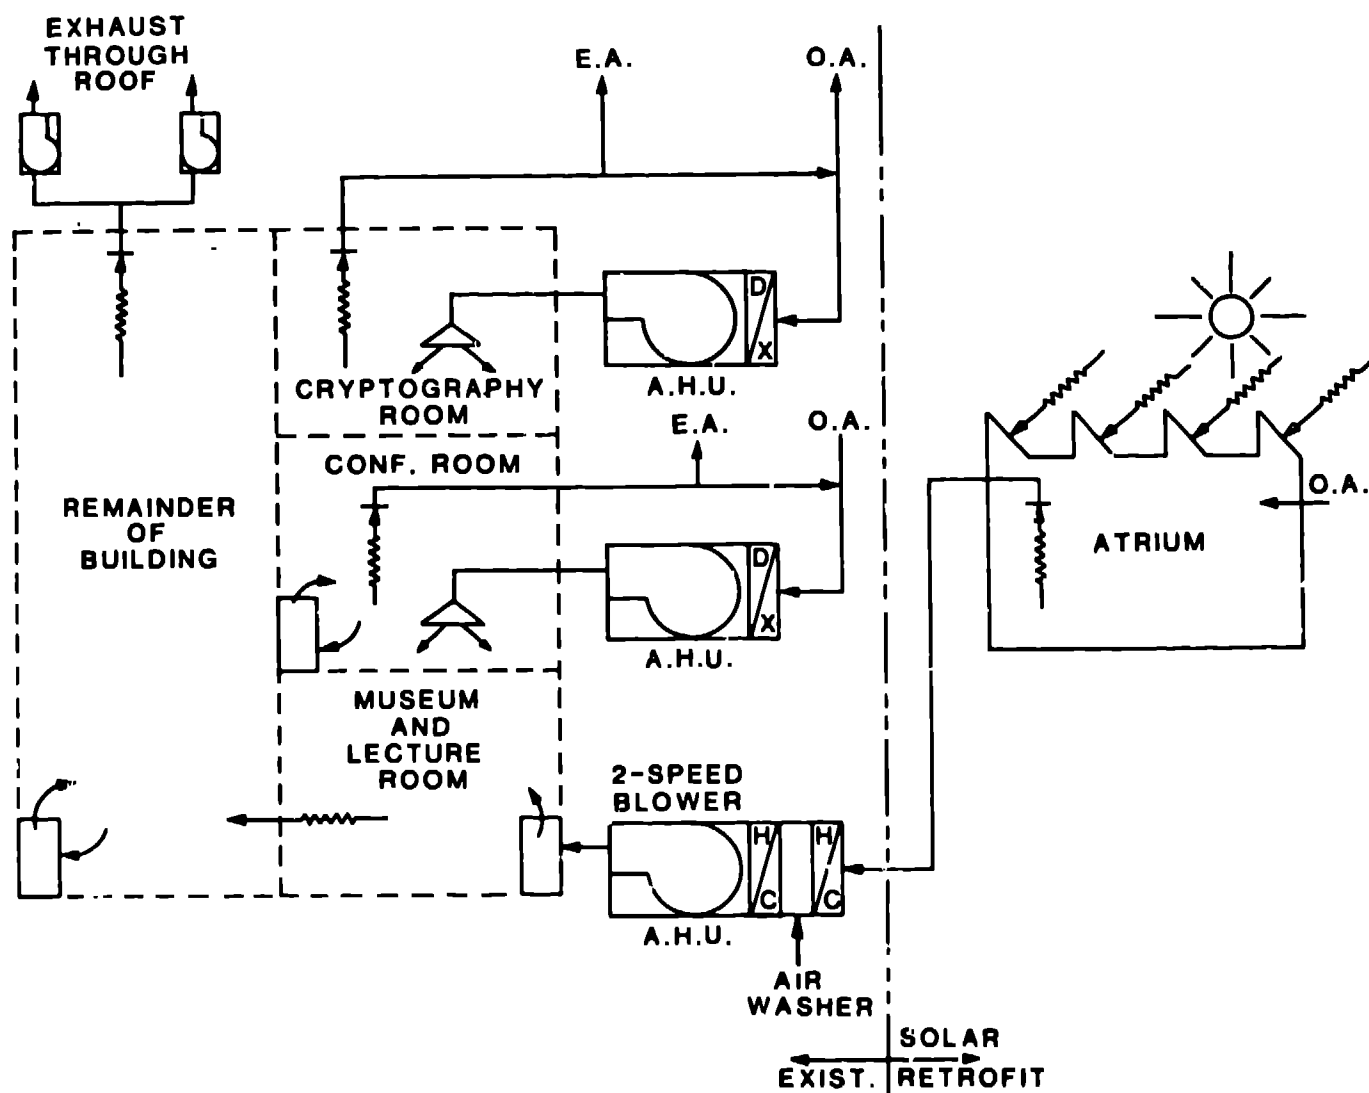 EXHAUST
THROUGH
ROOF
E.A.
O.A.
D
X
A.H.U.
CRYPTOGRAPHY
ROOM
E.A.
O.A.
CONF. ROOM
O.A.
REMAINDER
OF
BUILDING
ATRIUM
D
X
A.H.U.
MUSEUM
AND
LECTURE
ROOM
2-SPEED
BLOWER
H
C
H
C
A.H.U.
AIR
WASHER
SOLAR
EXIST.
RETROFIT